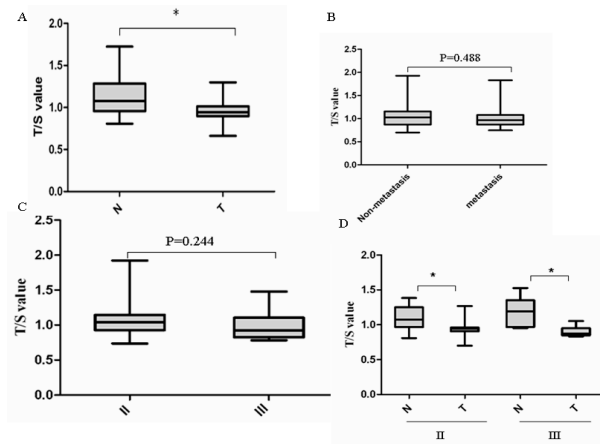 A
*
2.0
1.5
1.0
0.5
0.0
T/S value
N T
B
P=0.488
2.5
2.0
1.5
1.0
0.5
0.0
T/S value
Non-metastasis metastasis
C
P=0.244
2.5
2.0
1.5
1.0
0.5
0.0
T/S value
II III
D
* *
2.0
1.5
1.0
0.5
0.0
T/S value
N T N T
II III